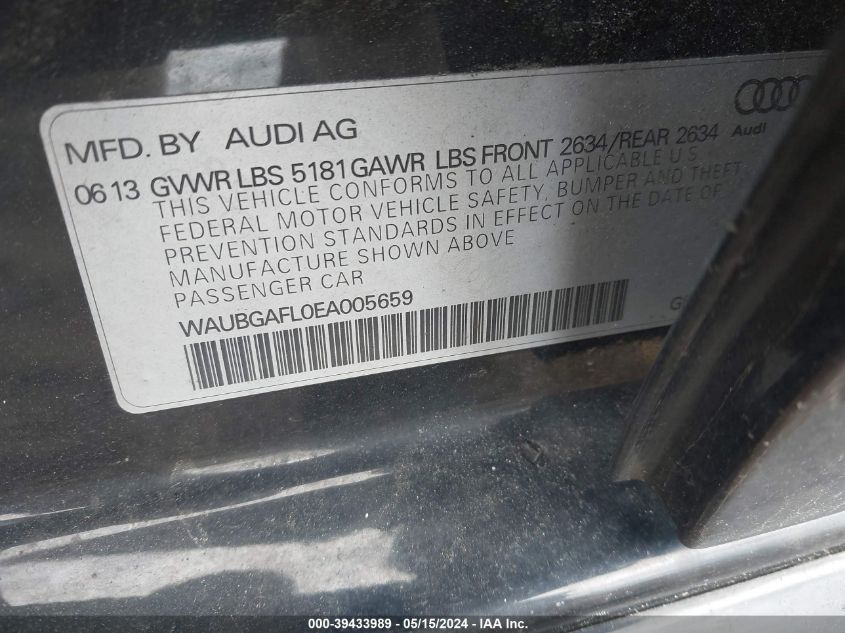 MFD. BY AUDI AG
Audi
06 13 GVWR LBS 5181 GAWR LBS FRONT 2634/REAR 2634
THIS VEHICLE CONFORMS TO ALL APPLICABLE U S
FEDERAL MOTOR VEHICLE SAFETY, BUMPER AND THEFT
PREVENTION STANDARDS IN EFFECT ON THE DATE OF
MANUFACTURE SHOWN ABOVE
PASSENGER CAR
WAUBGAFL0EA005659
000-39433989 - 05/15/2024 - IAA Inc.